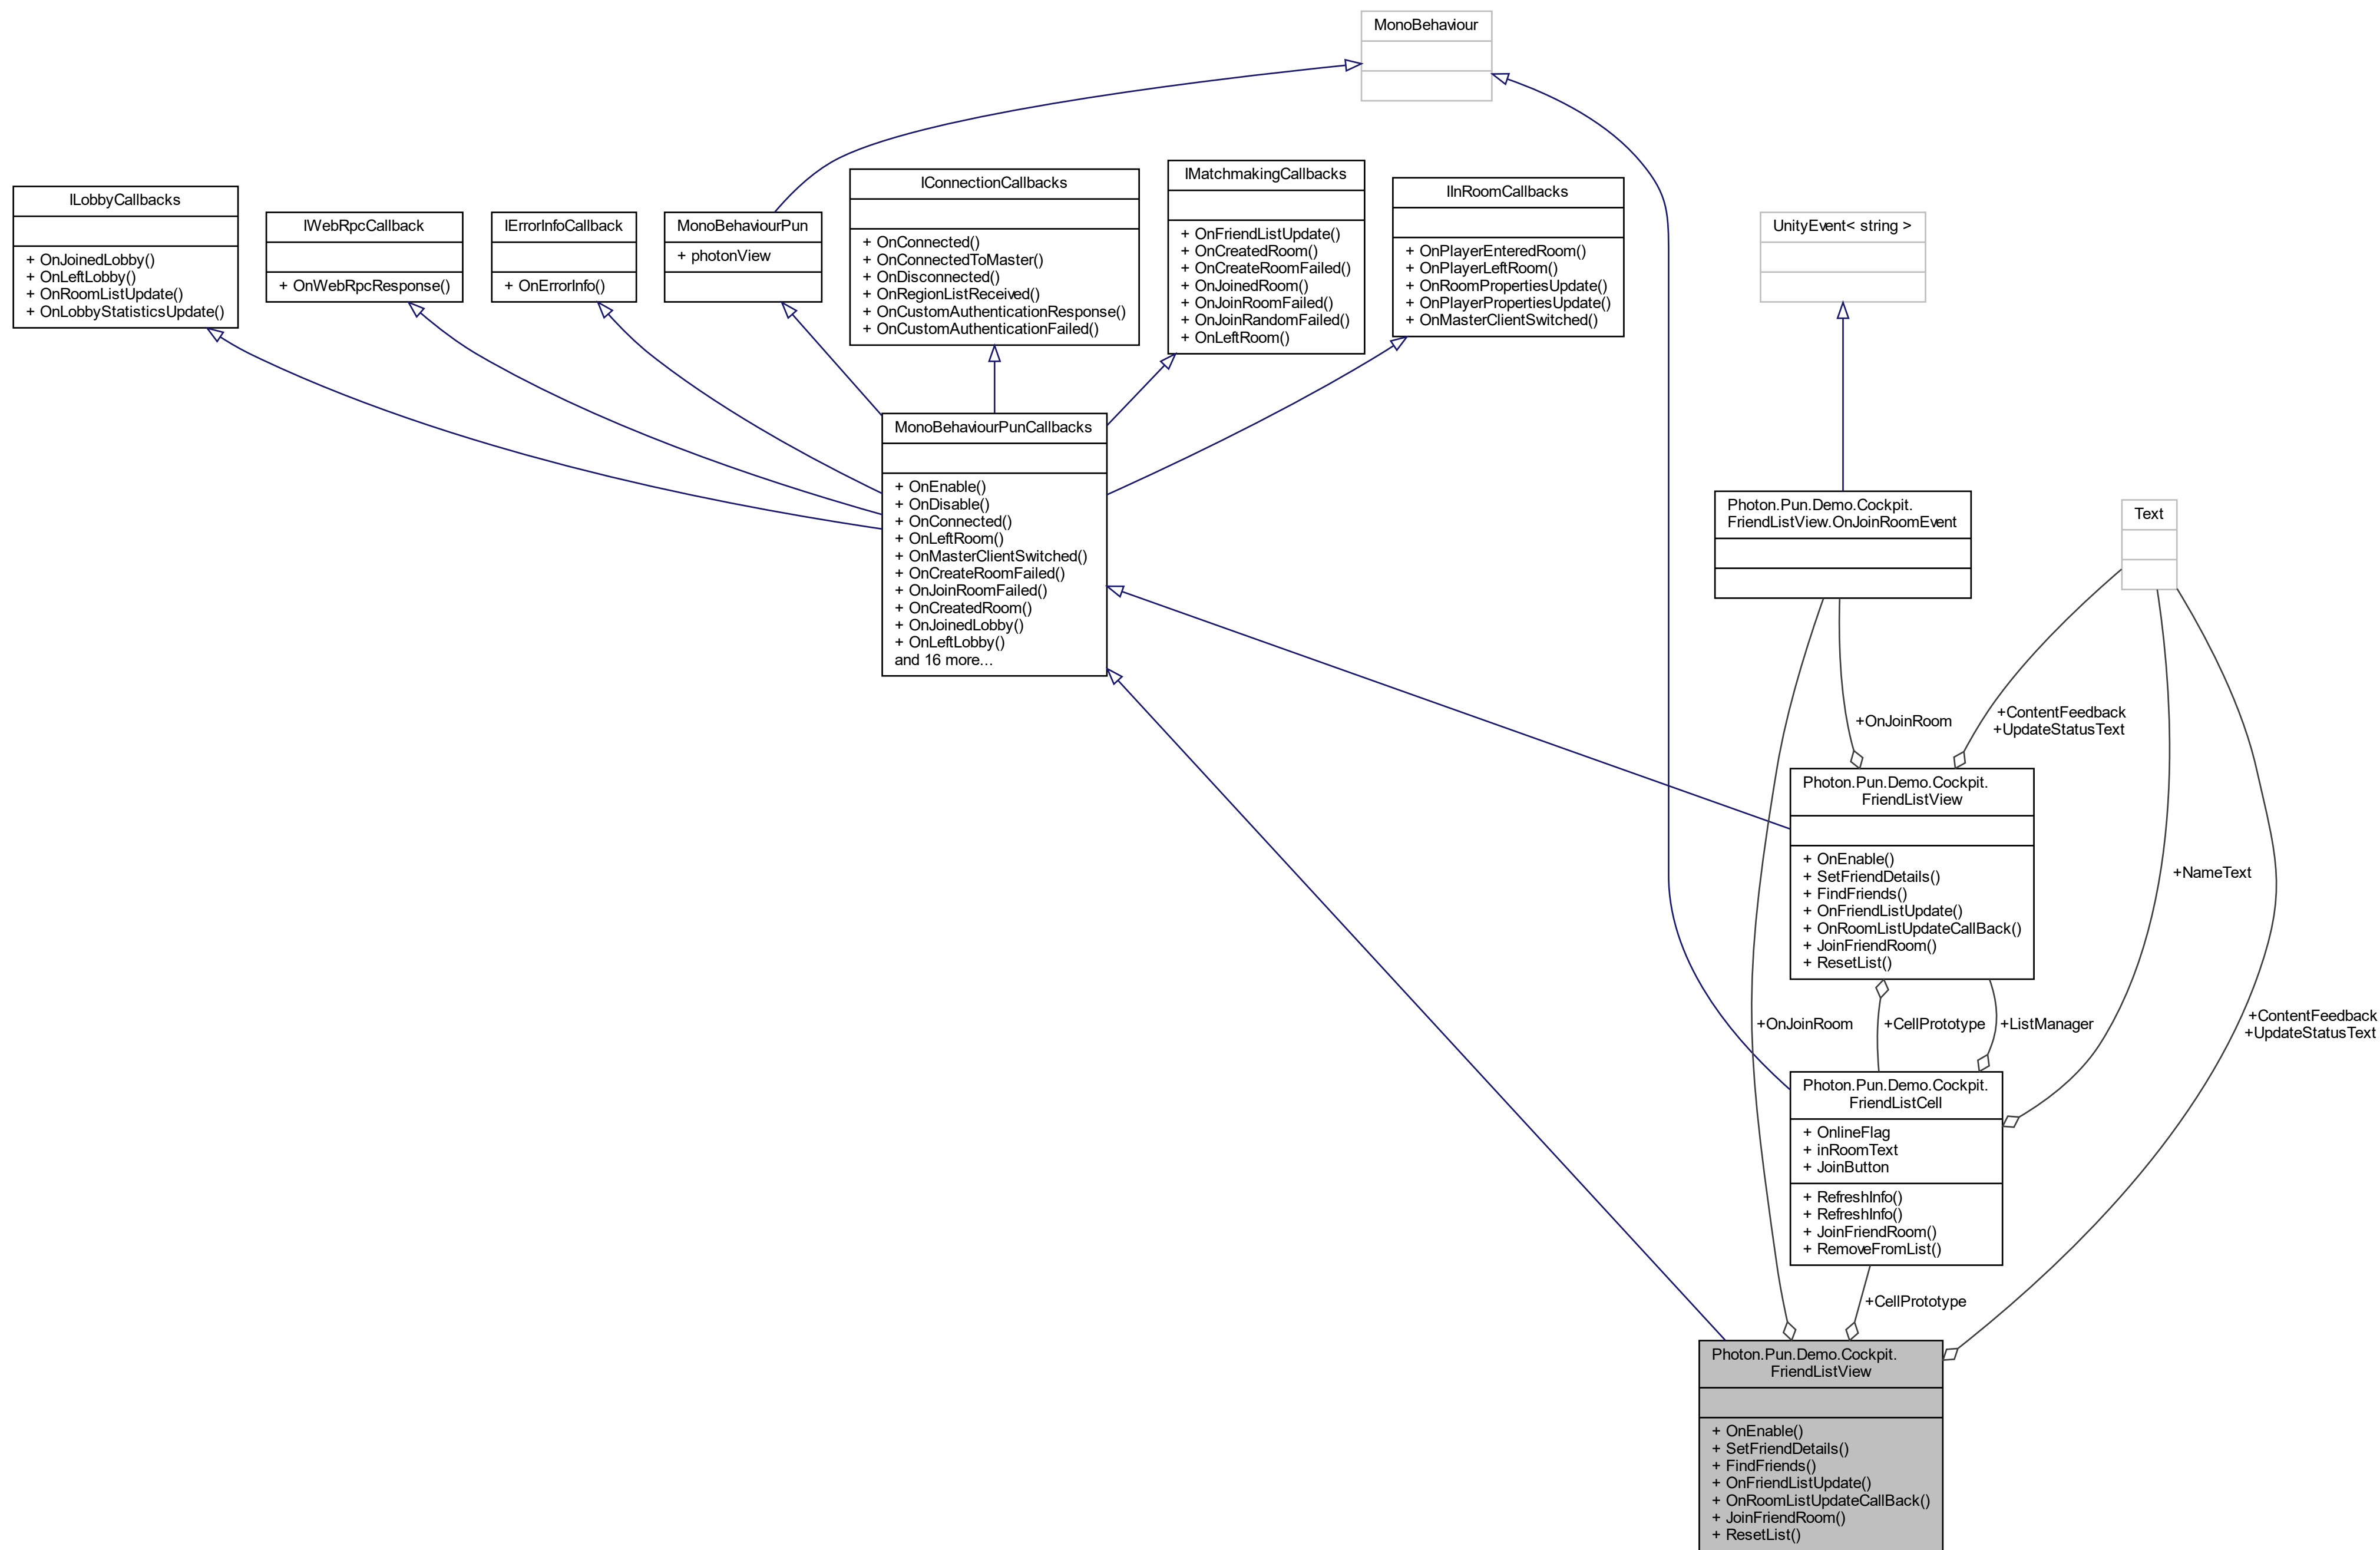 MonoBehaviour
ILobbyCallbacks
+ OnJoinedLobby()
+ OnLeftLobby()
+ OnRoomListUpdate()
+ OnLobbyStatisticsUpdate()
IWebRpcCallback
+ OnWebRpcResponse()
IErrorInfoCallback
+ OnErrorInfo()
MonoBehaviourPun
+ photonView
IConnectionCallbacks
+ OnConnected()
+ OnConnectedToMaster()
+ OnDisconnected()
+ OnRegionListReceived()
+ OnCustomAuthenticationResponse()
+ OnCustomAuthenticationFailed()
IMatchmakingCallbacks
+ OnFriendListUpdate()
+ OnCreatedRoom()
+ OnCreateRoomFailed()
+ OnJoinedRoom()
+ OnJoinRoomFailed()
+ OnJoinRandomFailed()
+ OnLeftRoom()
IInRoomCallbacks
+ OnPlayerEnteredRoom()
+ OnPlayerLeftRoom()
+ OnRoomPropertiesUpdate()
+ OnPlayerPropertiesUpdate()
+ OnMasterClientSwitched()
UnityEvent< string >
MonoBehaviourPunCallbacks
+ OnEnable()
+ OnDisable()
+ OnConnected()
+ OnLeftRoom()
+ OnMasterClientSwitched()
+ OnCreateRoomFailed()
+ OnJoinRoomFailed()
+ OnCreatedRoom()
+ OnJoinedLobby()
+ OnLeftLobby()
and 16 more...
Photon.Pun.Demo.Cockpit.
FriendListView.OnJoinRoomEvent
Text
+OnJoinRoom
+ContentFeedback
+UpdateStatusText
Photon.Pun.Demo.Cockpit.
FriendListView
+ OnEnable()
+ SetFriendDetails()
+ FindFriends()
+ OnFriendListUpdate()
+ OnRoomListUpdateCallBack()
+ JoinFriendRoom()
+ ResetList()
+NameText
+OnJoinRoom
+CellPrototype
+ListManager
+ContentFeedback
+UpdateStatusText
Photon.Pun.Demo.Cockpit.
FriendListCell
+ OnlineFlag
+ inRoomText
+ JoinButton
+ RefreshInfo()
+ RefreshInfo()
+ JoinFriendRoom()
+ RemoveFromList()
+CellPrototype
Photon.Pun.Demo.Cockpit.
FriendListView
+ OnEnable()
+ SetFriendDetails()
+ FindFriends()
+ OnFriendListUpdate()
+ OnRoomListUpdateCallBack()
+ JoinFriendRoom()
+ ResetList()